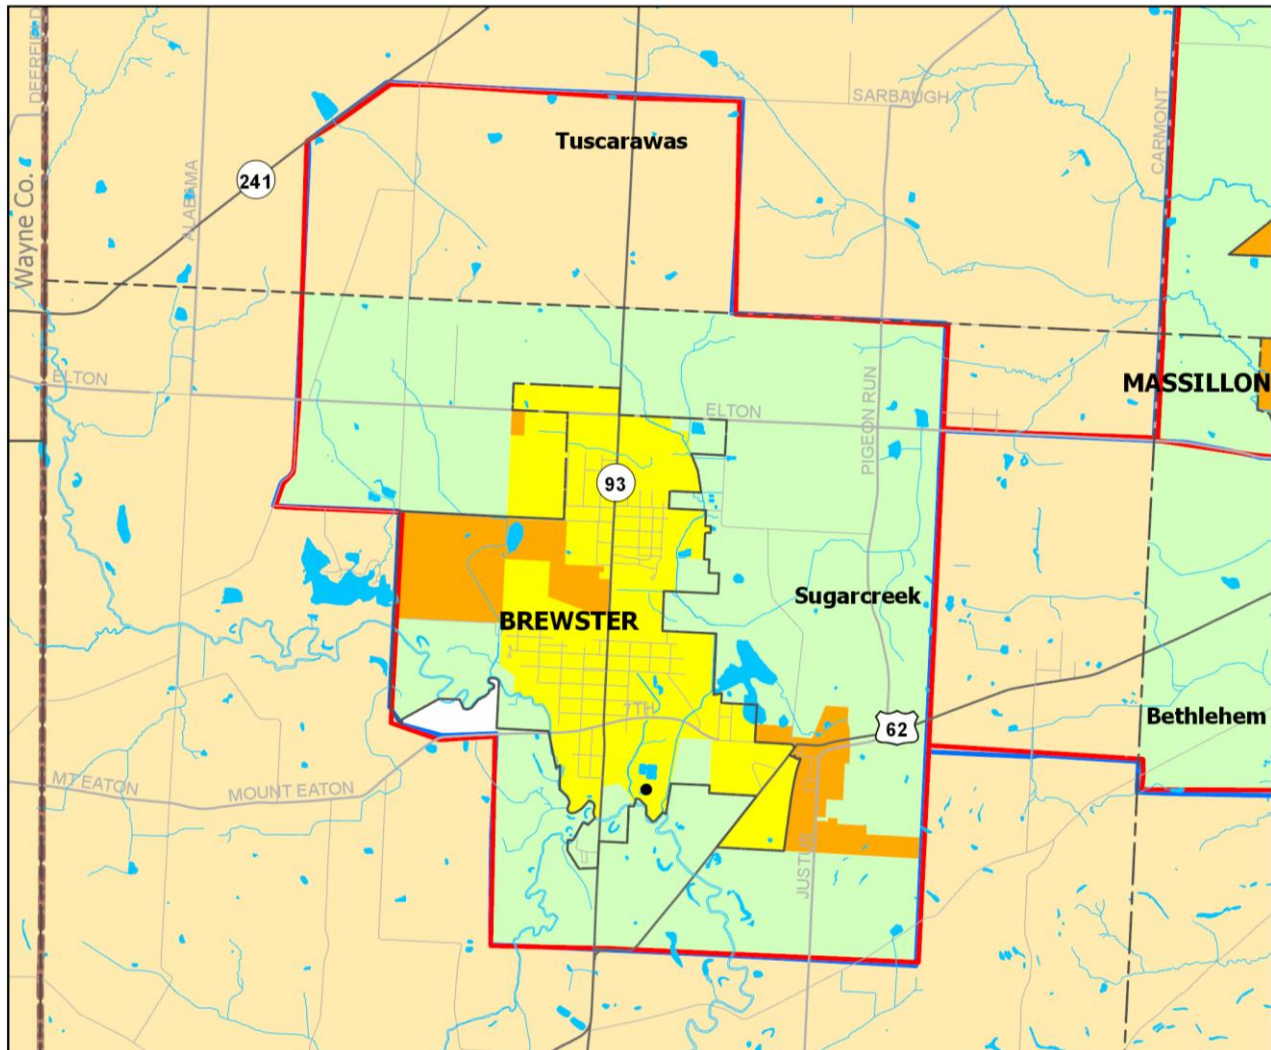 DEERFIELD
SARBAUGH
CARMONT
Tuscarawas
241
ALABAMA
Wayne Co.
ELTON
ELTON
PIGEON RUN
MASSILLON
93
Sugarcreek
BREWSTER
7TH
62
Bethlehem
MT EATON
MOUNT EATON
JUSTUS